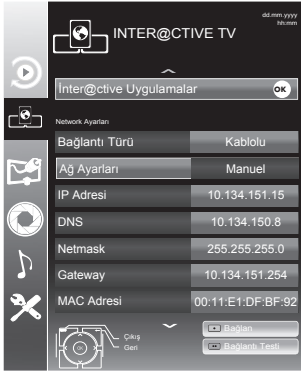 dd.mm.yyyy
hh:mm
INTER@CTIVE TV
İnter@ctive Uygulamalar OK
Network Ayarları
Bağlantı Türü Kablolu
Ağ Ayarları Manuel
IP Adresi 10.134.151.15
DNS 10.134.150.8
Netmask 255.255.255.0
Gateway 10.134.151.254
MAC Adresi 00:11:E1:DF:BF:92
Çıkış
Geri
OK
Bağlan
Bağlantı Testi